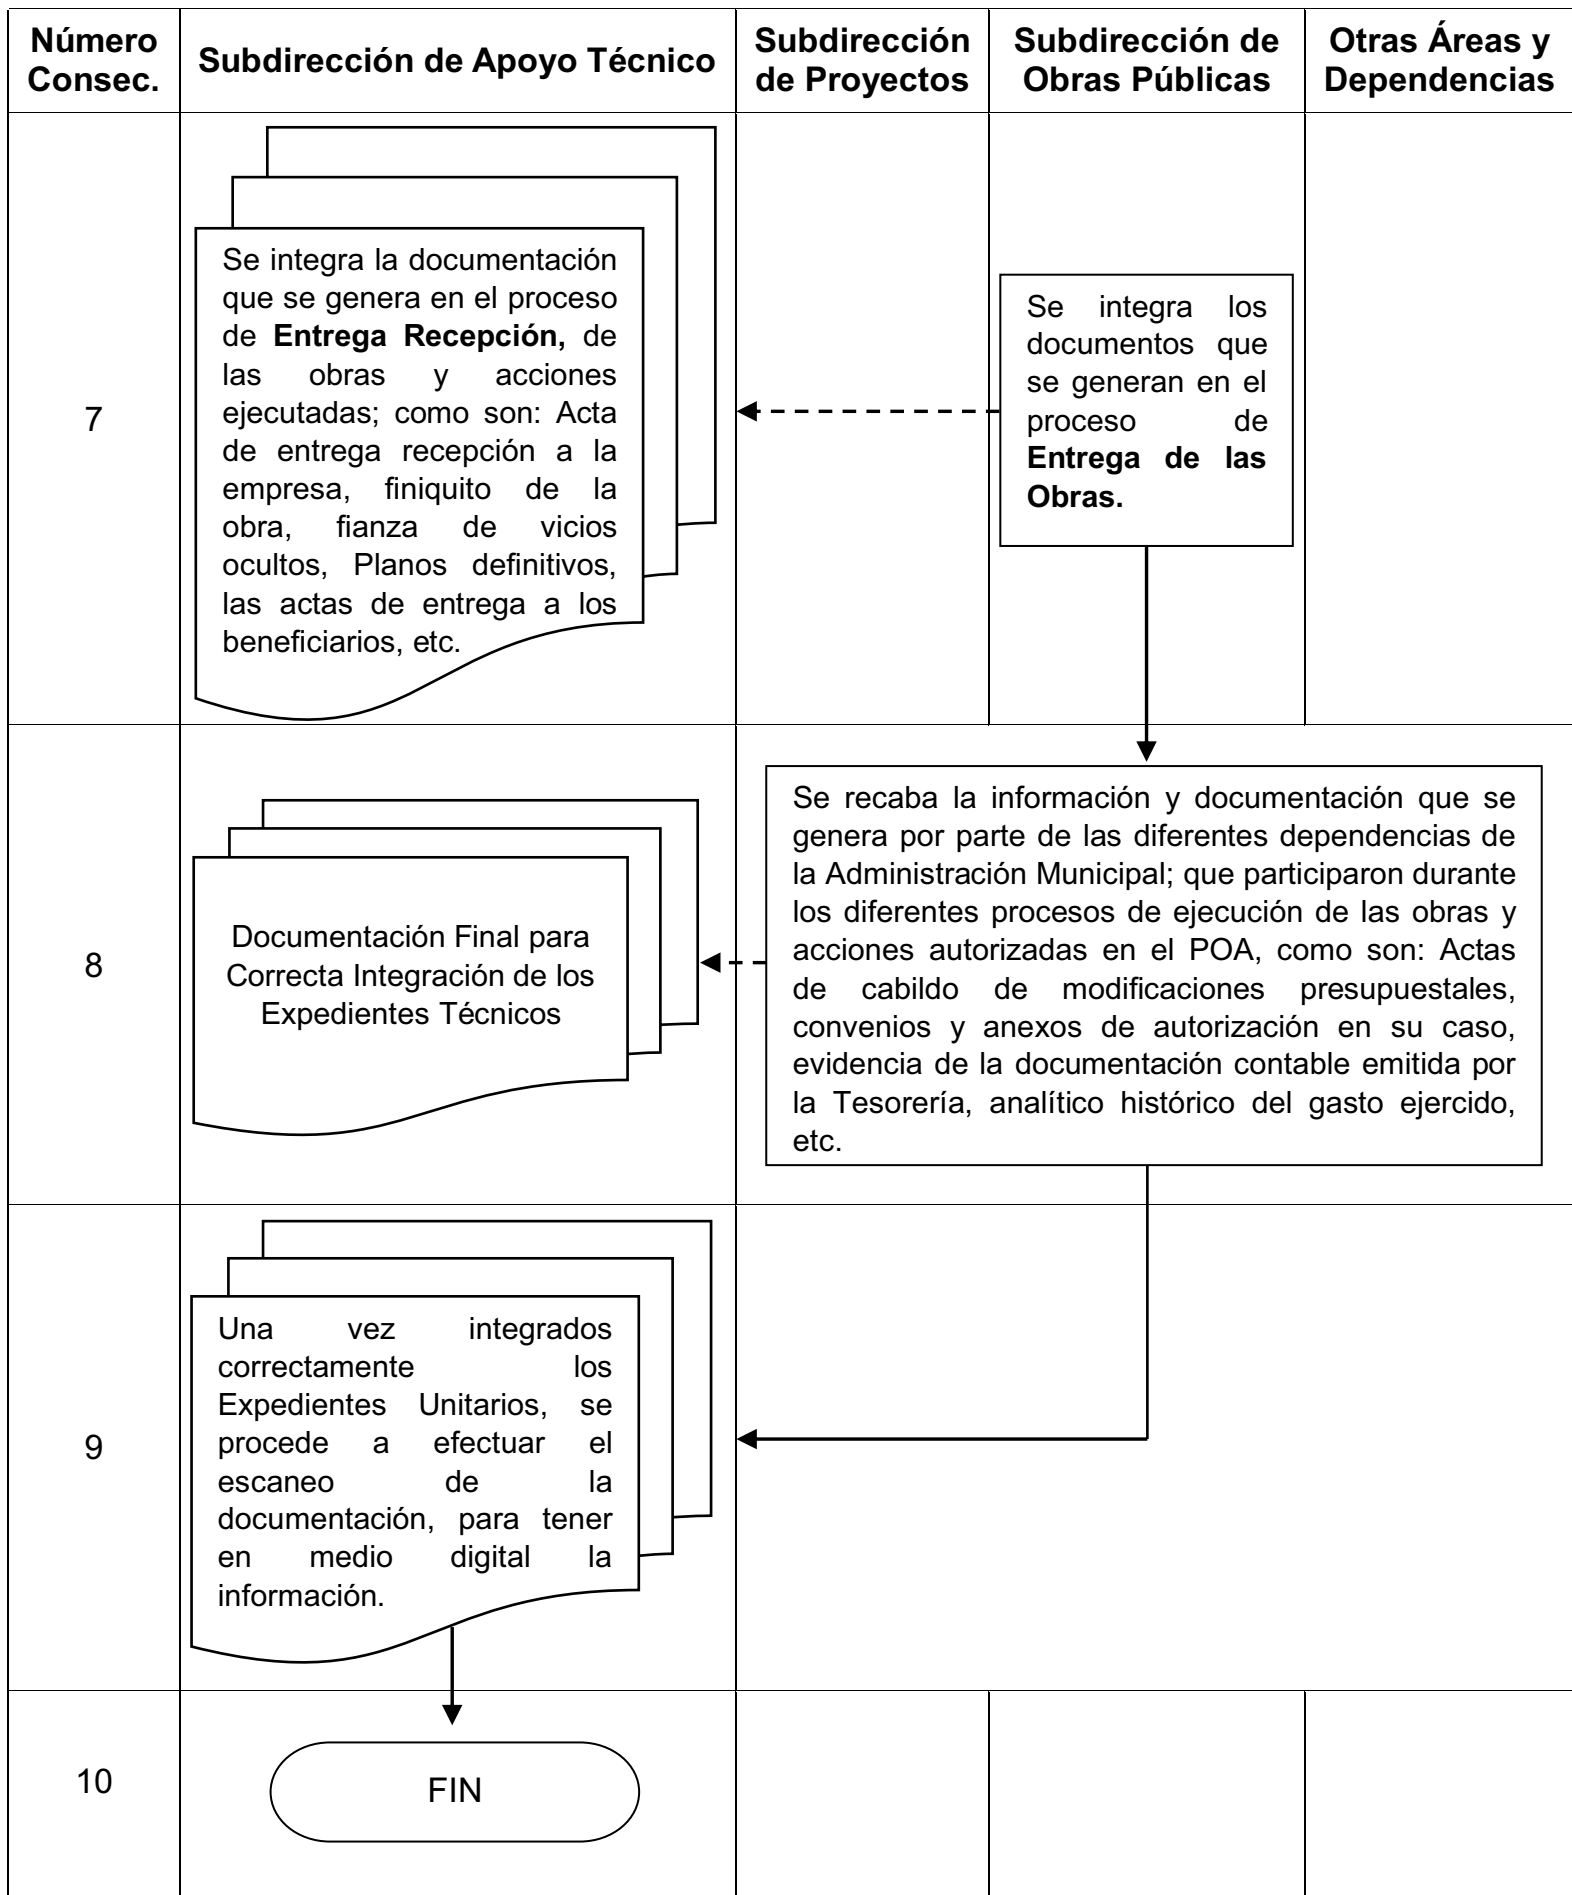 Número
Consec.
Subdirección de Apoyo Técnico
Subdirección
de Proyectos
Subdirección de
Obras Públicas
Otras Áreas y
Dependencias
7
Se integra la documentación
que se genera en el proceso
de Entrega Recepción, de
las obras y acciones
ejecutadas; como son: Acta
de entrega recepción a la
empresa, finiquito de la
obra, fianza de vicios
ocultos, Planos definitivos,
las actas de entrega a los
beneficiarios, etc.
Se integra los
documentos que
se generan en el
proceso de
Entrega de las
Obras.
8
Documentación Final para
Correcta Integración de los
Expedientes Técnicos
Se recaba la información y documentación que se
genera por parte de las diferentes dependencias de
la Administración Municipal; que participaron durante
los diferentes procesos de ejecución de las obras y
acciones autorizadas en el POA, como son: Actas
de cabildo de modificaciones presupuestales,
convenios y anexos de autorización en su caso,
evidencia de la documentación contable emitida por
la Tesorería, analítico histórico del gasto ejercido,
etc.
9
Una vez integrados
correctamente los
Expedientes Unitarios, se
procede a efectuar el
escaneo de la
documentación, para tener
en medio digital la
información.
10
FIN